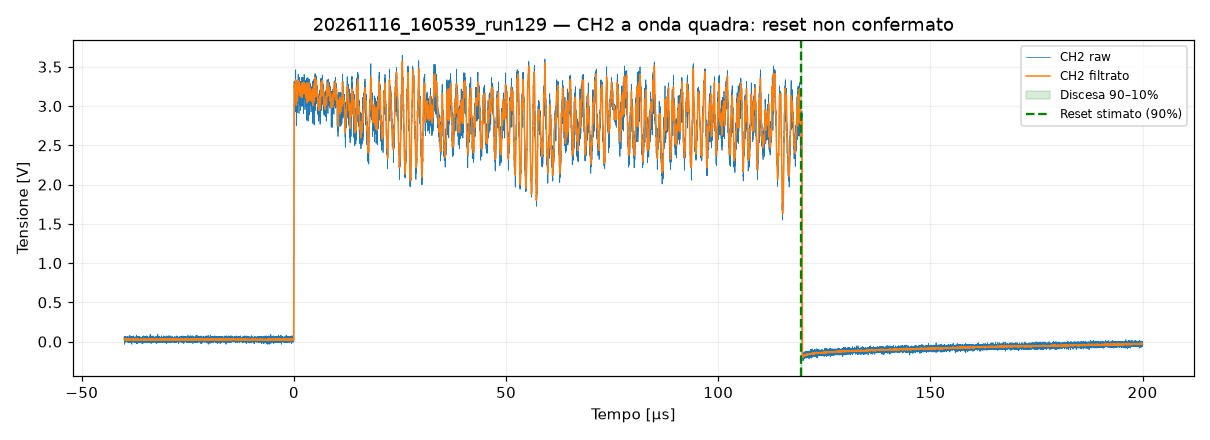 20261116_160539_run129 — CH2 a onda quadra: reset non confermato
CH2 raw
CH2 filtrato
Discesa 90–10%
Reset stimato (90%)
Tensione [V]
3.5
3.0
2.5
2.0
1.5
1.0
0.5
0.0
−50
0
50
100
150
200
Tempo [μs]